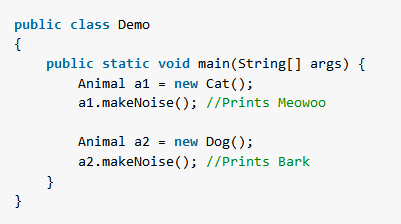 public class Demo
{
    public static void main(String[] args) {
        Animal a1 = new Cat();
        a1.makeNoise(); //Prints Meowoo

        Animal a2 = new Dog();
        a2.makeNoise(); //Prints Bark
    }
}